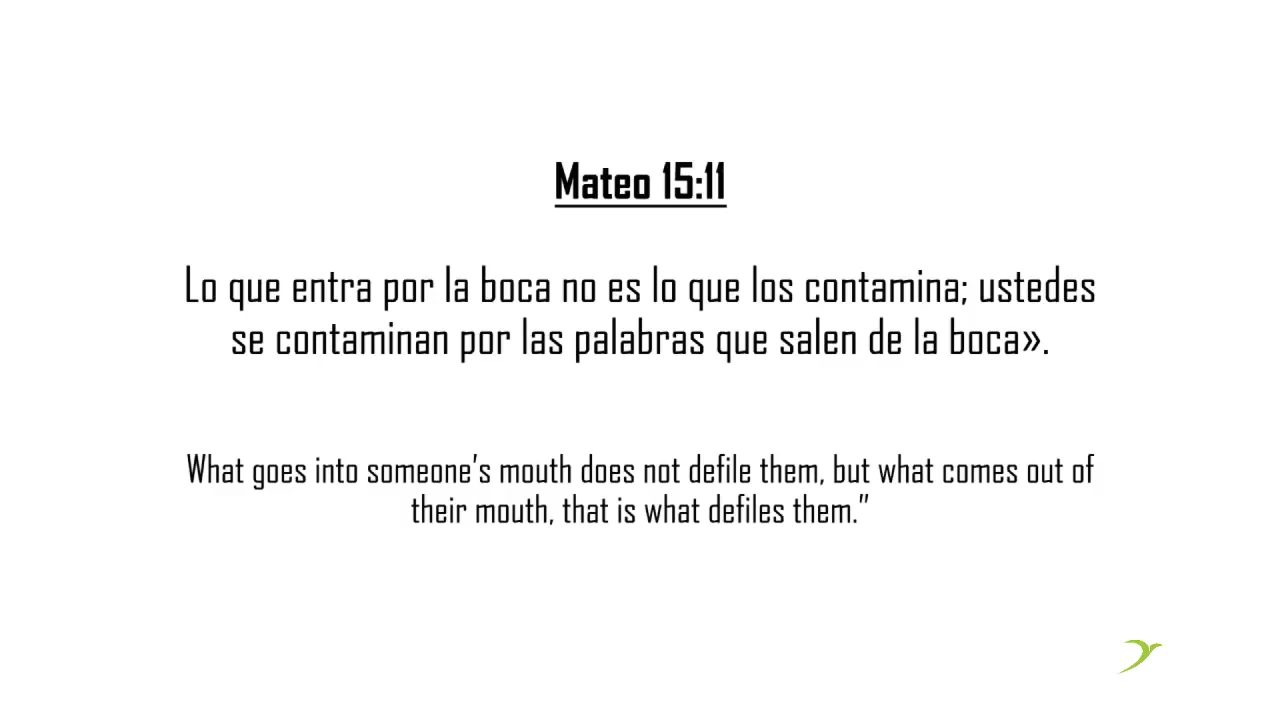 Mateo 15:11
Lo que entra por la boca no es lo que los contamina; ustedes
se contaminan por las palabras que salen de la boca».
What goes into someone’s mouth does not defile them, but what comes out of
their mouth, that is what defiles them.”